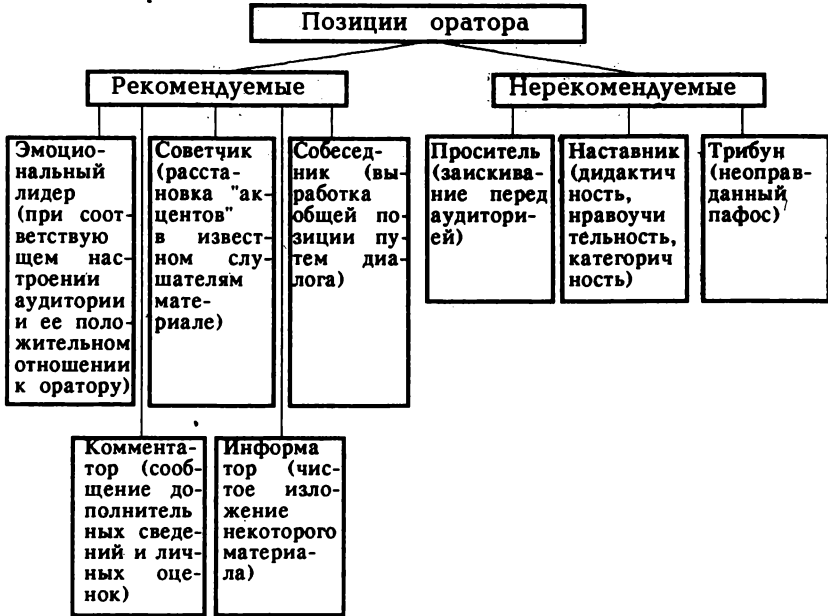 Позиции оратора
Рекомендуемые
Нерекомендуемые
Эмоцио-
нальный
лидер
(при соот-
ветствую
щем нас-
троении
аудитории
и ее поло-
жительном
отношении
к оратору)
Советчик
(расста-
новка "ак-
центов"
в извест-
ном слу-
шателям
мате-
риале)
Собесед-
ник (вы-
работка
общей по-
зиции пу-
тем диа-
лога)
Проситель
(заискива-
ние перед
аудитори-
ей)
Наставник
(дидактич
ность,
нравоучи
тельность,
категорич
ность)
Трибун
(неоправ-
данный
пафос)
Коммента-
тор (сооб-
щение до-
полнитель
ных сведе-
ний и лич-
ных оце-
нок)
Информа
тор (чис-
тое изло-
жение
некоторого
материа-
ла)